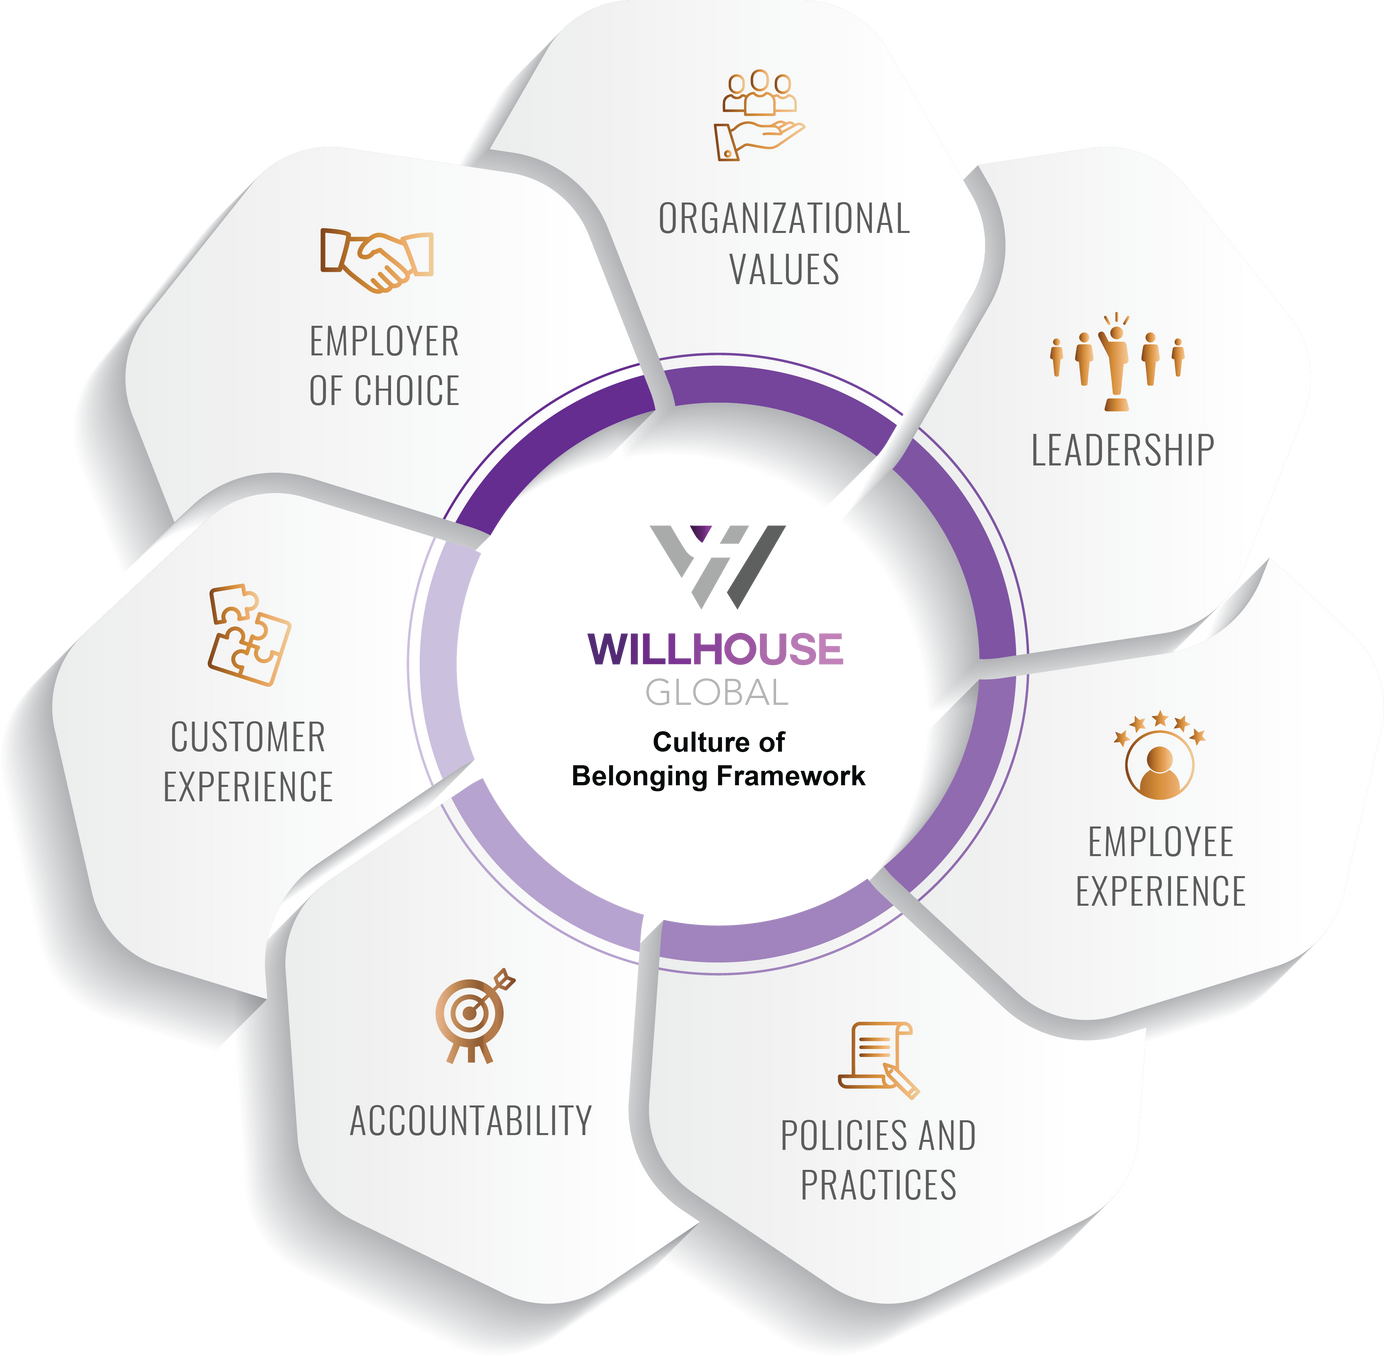 ORGANIZATIONAL
VALUES
LEADERSHIP
EMPLOYEE
EXPERIENCE
POLICIES AND
PRACTICES
ACCOUNTABILITY
CUSTOMER
EXPERIENCE
EMPLOYER
OF CHOICE
WILLHOUSE
GLOBAL
Culture of
Belonging Framework